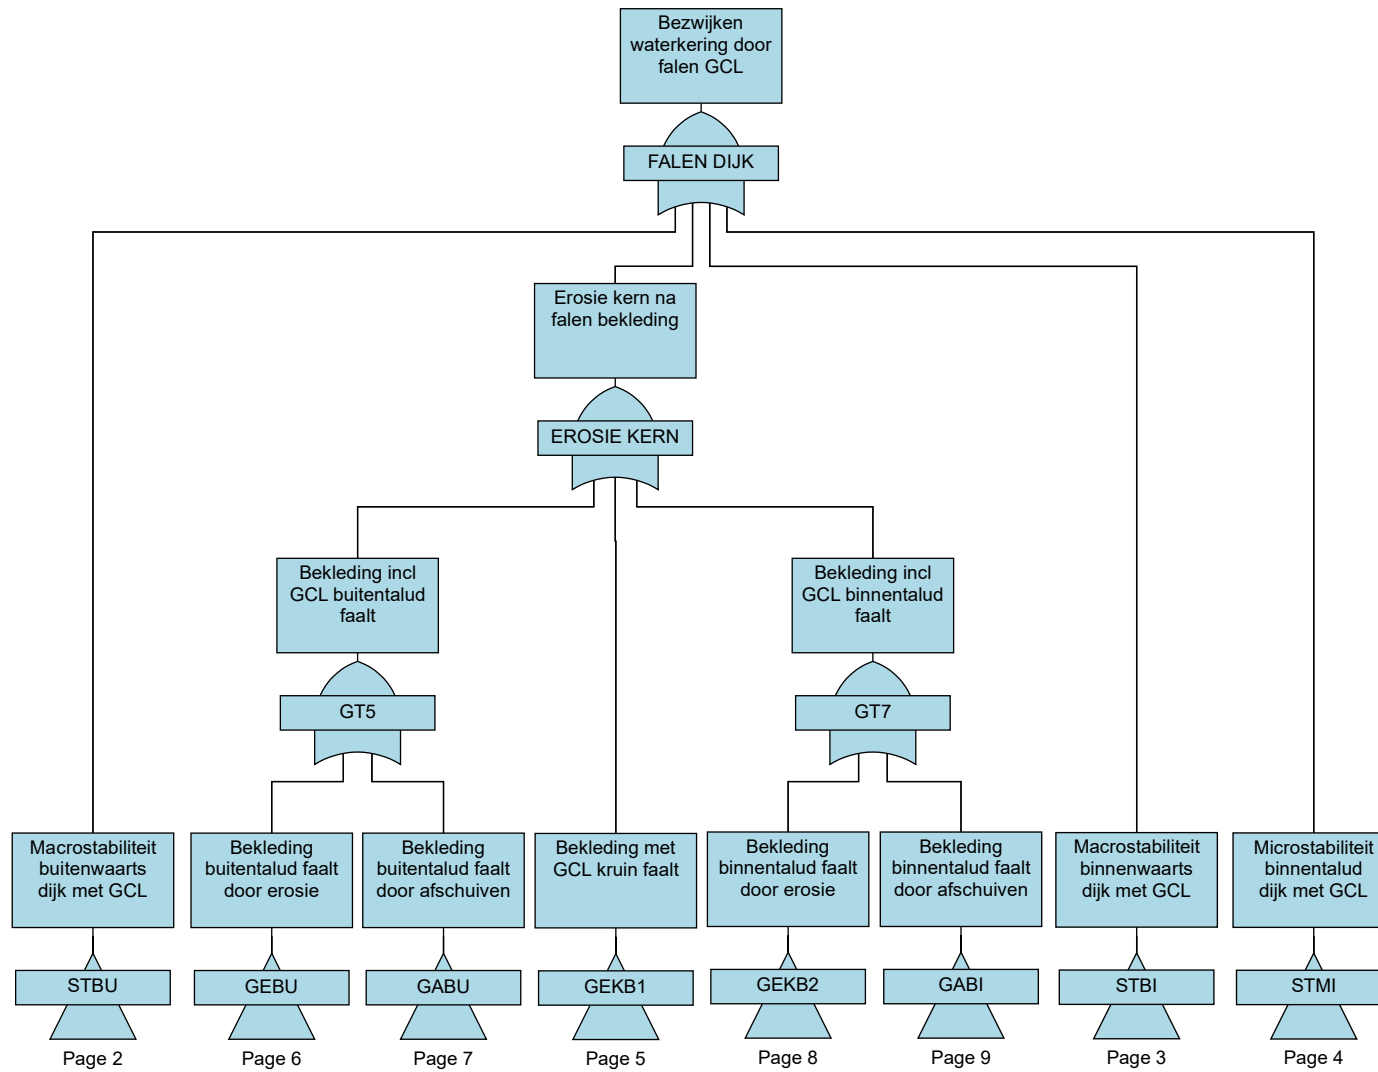 Bezwijken
waterkering door
falen GCL
FALEN DIJK
Erosie kern na
falen bekleding
EROSIE KERN
Bekleding incl
GCL buitentalud
faalt
Bekleding incl
GCL binnentalud
faalt
GT5
GT7
Macrostabiliteit
buitenwaarts
dijk met GCL
Bekleding
buitentalud faalt
door erosie
Bekleding
buitentalud faalt
door afschuiven
Bekleding met
GCL kruin faalt
Bekleding
binnentalud faalt
door erosie
Bekleding
binnentalud faalt
door afschuiven
Macrostabiliteit
binnenwaarts
dijk met GCL
Microstabiliteit
binnentalud
dijk met GCL
STBU
GEBU
GABU
GEKB1
GEKB2
GABI
STBI
STMI
Page 2
Page 6
Page 7
Page 5
Page 8
Page 9
Page 3
Page 4